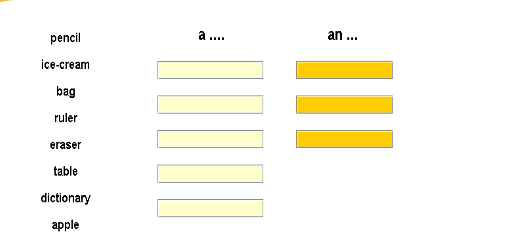 a .... an ...
pencil
ice-cream
bag
ruler
eraser
table
dictionary
apple